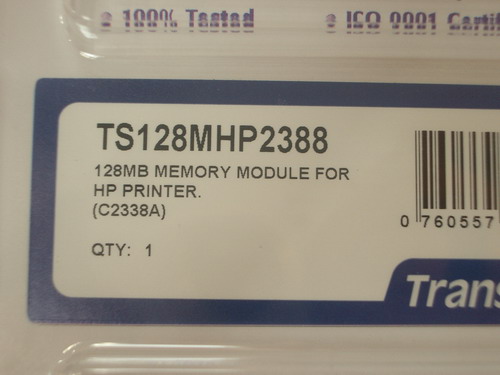 100% Tested
ISO 9001
TS128MHP2388
128MB MEMORY MODULE FOR
HP PRINTER.
(C2338A)
QTY: 1
0 760557
Trans